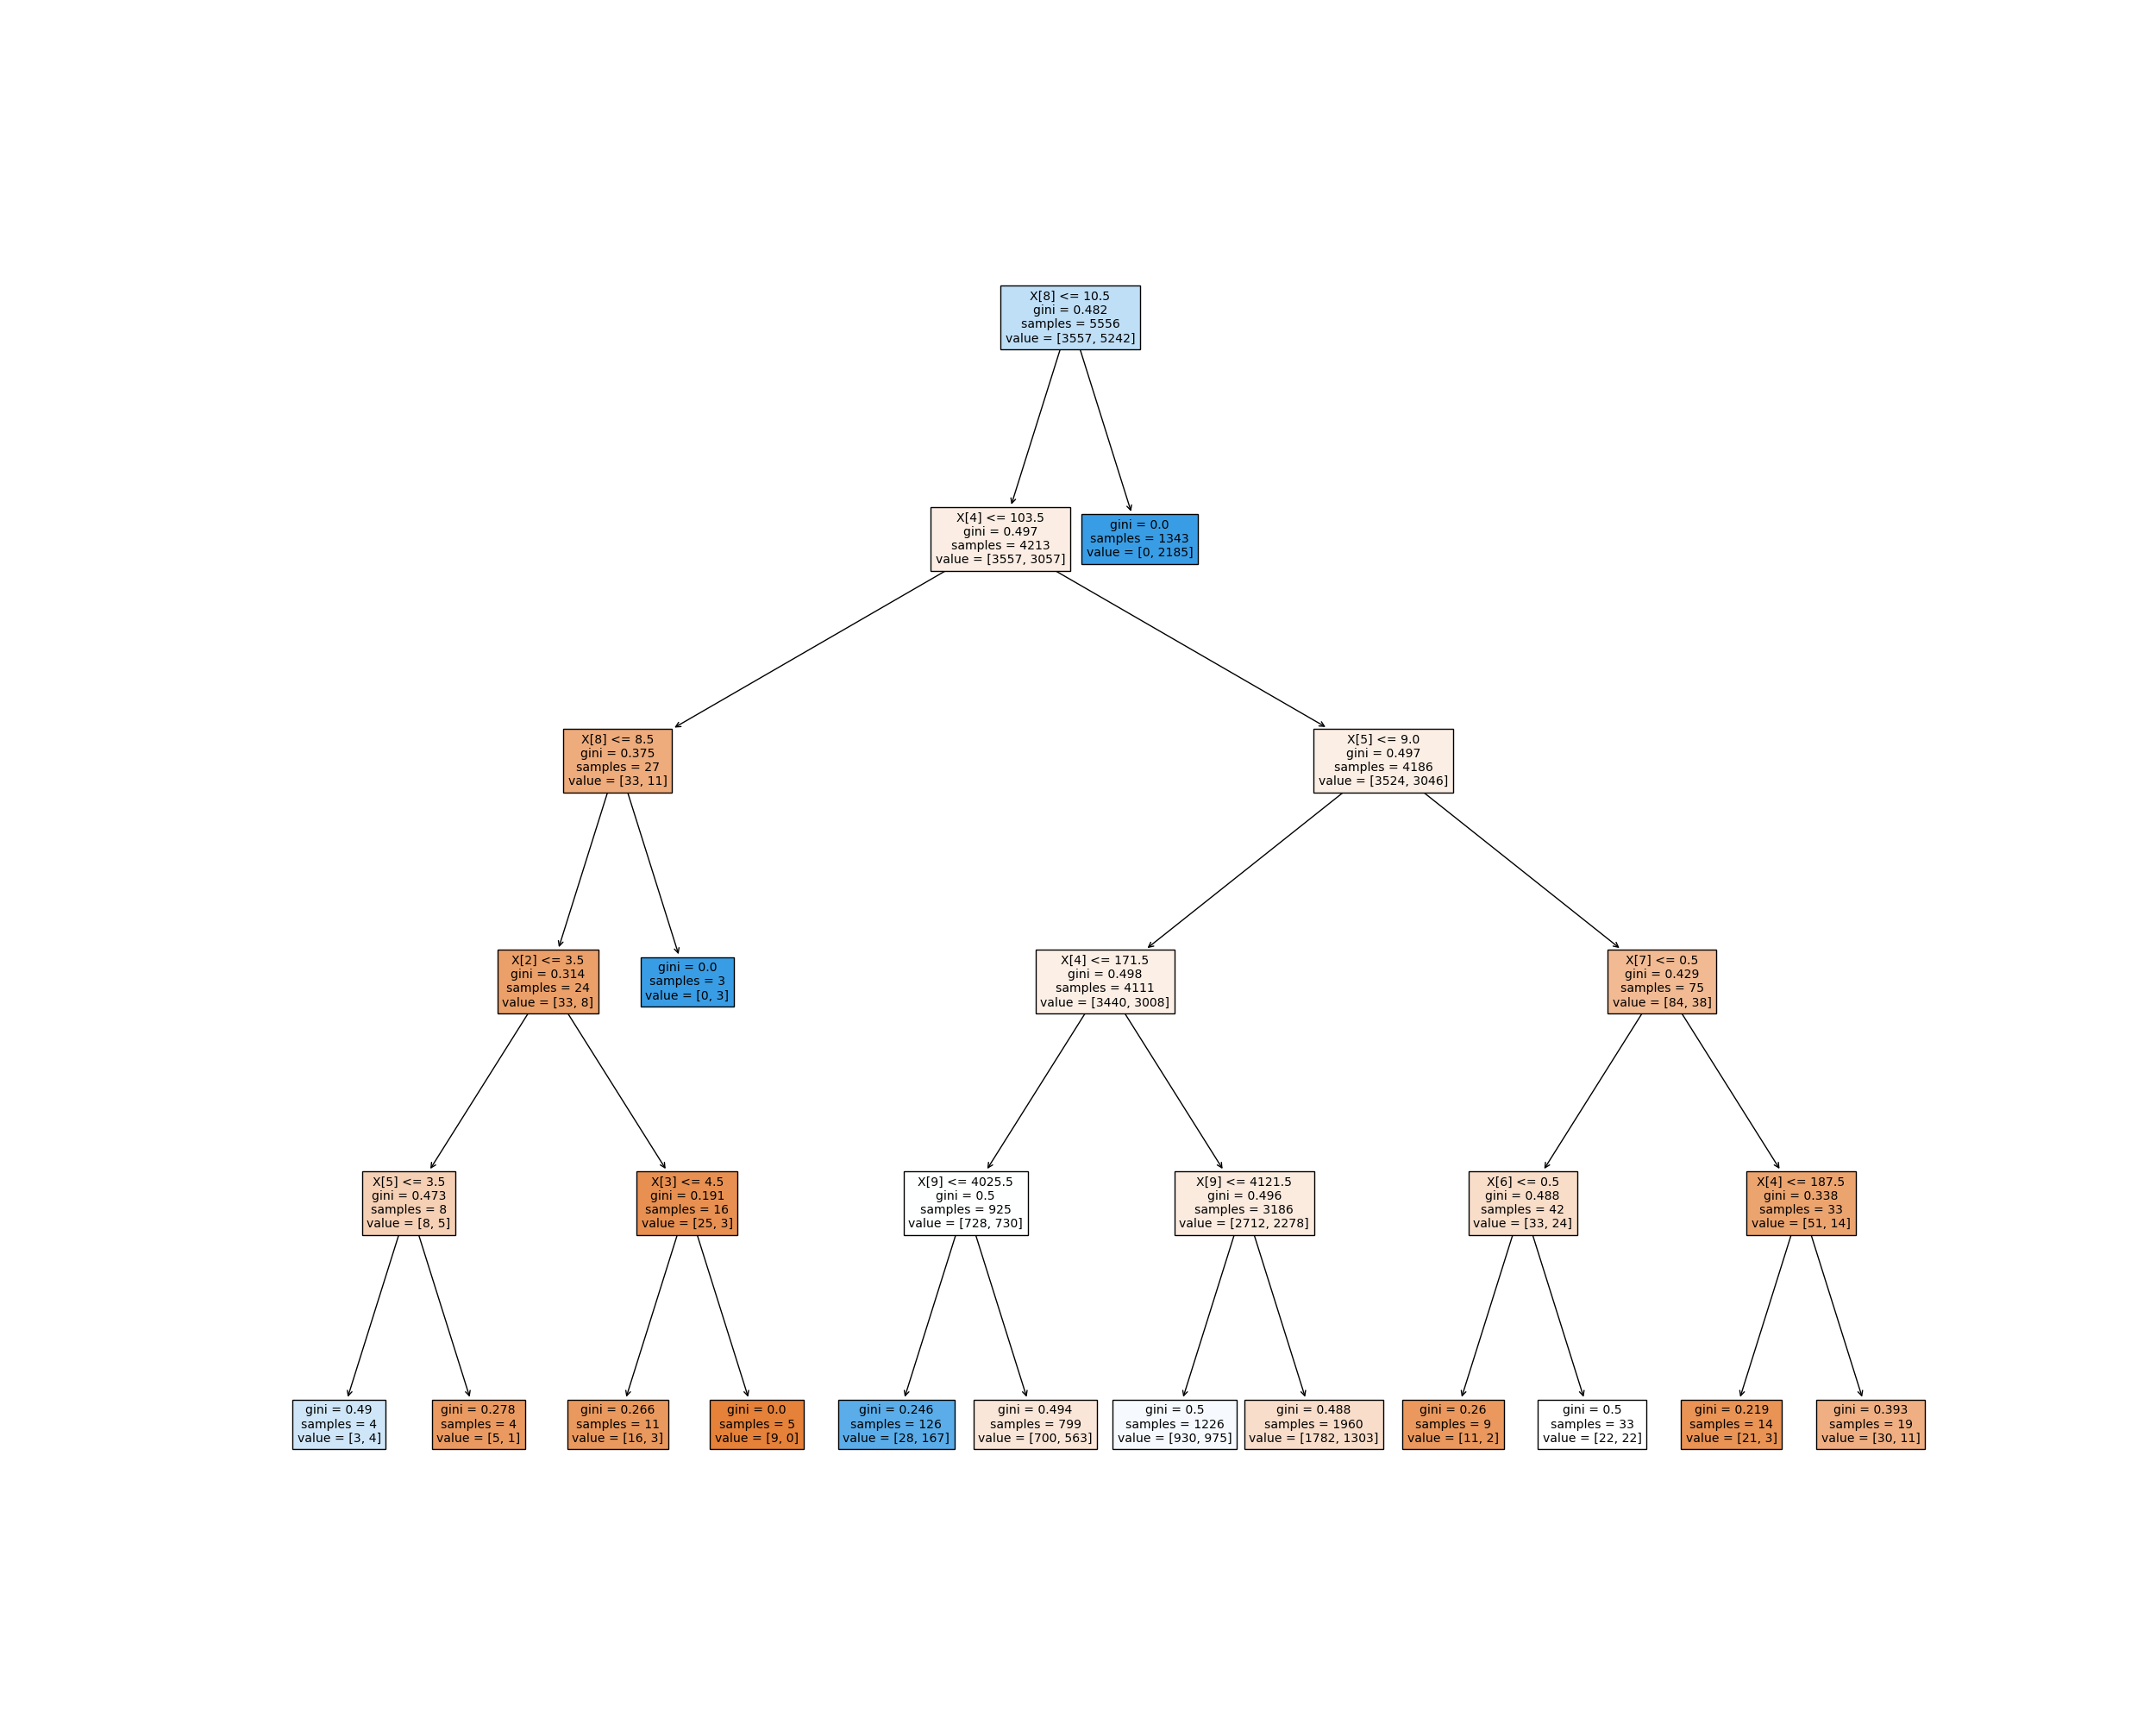 X[8] <= 10.5
gini = 0.482
samples = 5556
value = [3557, 5242]
X[4] <= 103.5
gini = 0.497
samples = 4213
value = [3557, 3057]
gini = 0.0
samples = 1343
value = [0, 2185]
X[8] <= 8.5
gini = 0.375
samples = 27
value = [33, 11]
X[5] <= 9.0
gini = 0.497
samples = 4186
value = [3524, 3046]
X[2] <= 3.5
gini = 0.314
samples = 24
value = [33, 8]
gini = 0.0
samples = 3
value = [0, 3]
X[4] <= 171.5
gini = 0.498
samples = 4111
value = [3440, 3008]
X[7] <= 0.5
gini = 0.429
samples = 75
value = [84, 38]
X[5] <= 3.5
gini = 0.473
samples = 8
value = [8, 5]
X[3] <= 4.5
gini = 0.191
samples = 16
value = [25, 3]
X[9] <= 4025.5
gini = 0.5
samples = 925
value = [728, 730]
X[9] <= 4121.5
gini = 0.496
samples = 3186
value = [2712, 2278]
X[6] <= 0.5
gini = 0.488
samples = 42
value = [33, 24]
X[4] <= 187.5
gini = 0.338
samples = 33
value = [51, 14]
gini = 0.49
samples = 4
value = [3, 4]
gini = 0.278
samples = 4
value = [5, 1]
gini = 0.266
samples = 11
value = [16, 3]
gini = 0.0
samples = 5
value = [9, 0]
gini = 0.246
samples = 126
value = [28, 167]
gini = 0.494
samples = 799
value = [700, 563]
gini = 0.5
samples = 1226
value = [930, 975]
gini = 0.488
samples = 1960
value = [1782, 1303]
gini = 0.26
samples = 9
value = [11, 2]
gini = 0.5
samples = 33
value = [22, 22]
gini = 0.219
samples = 14
value = [21, 3]
gini = 0.393
samples = 19
value = [30, 11]